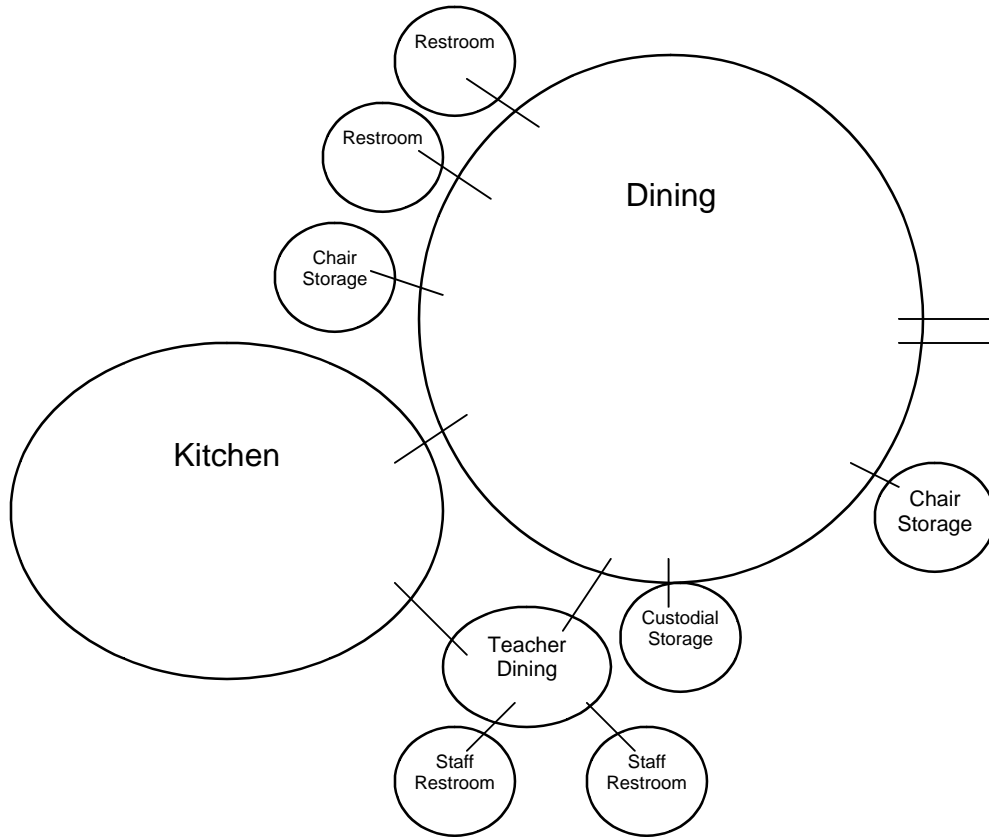 Restroom
Restroom
Dining
Chair
Storage
Kitchen
Chair
Storage
Custodial
Storage
Teacher
Dining
Staff
Restroom
Staff
Restroom